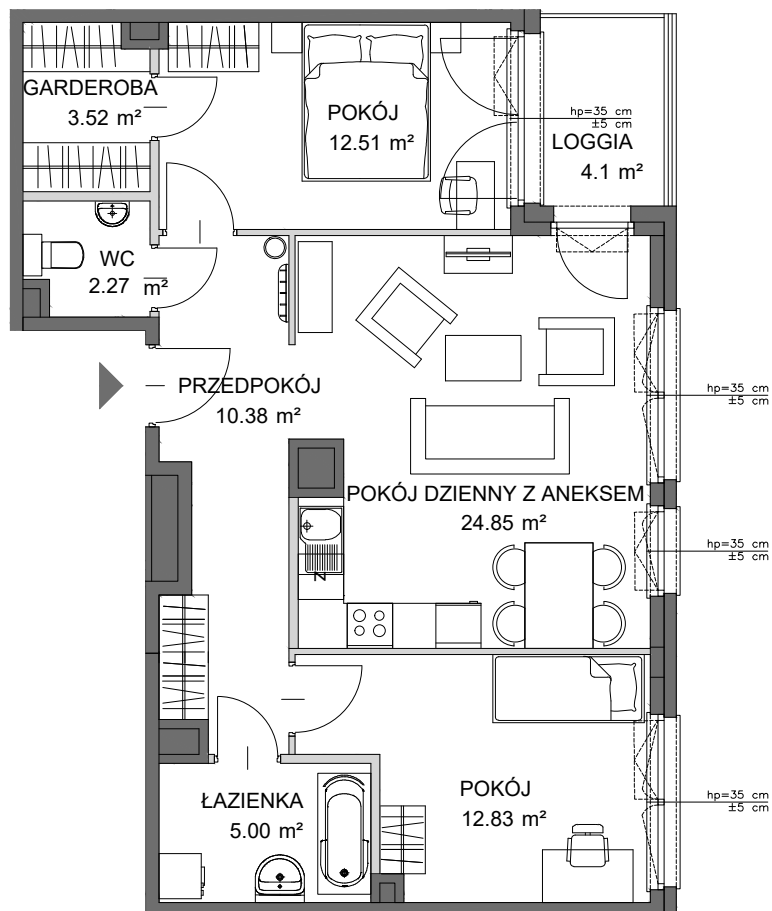 GARDEROBA
3.52 m²
POKÓJ
12.51 m²
hp=35 cm
±5 cm
LOGGIA
4.1 m²
WC
2.27 m²
PRZEDPOKÓJ
10.38 m²
hp=35 cm
±5 cm
POKÓJ DZIENNY Z ANEKSEM
24.85 m²
hp=35 cm
±5 cm
Z
POKÓJ
12.83 m²
hp=35 cm
±5 cm
ŁAZIENKA
5.00 m²